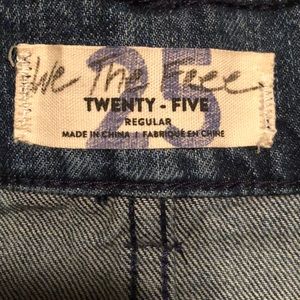 We The Free
25
TWENTY - FIVE
REGULAR
MADE IN CHINA | FABRIQUÉ EN CHINE